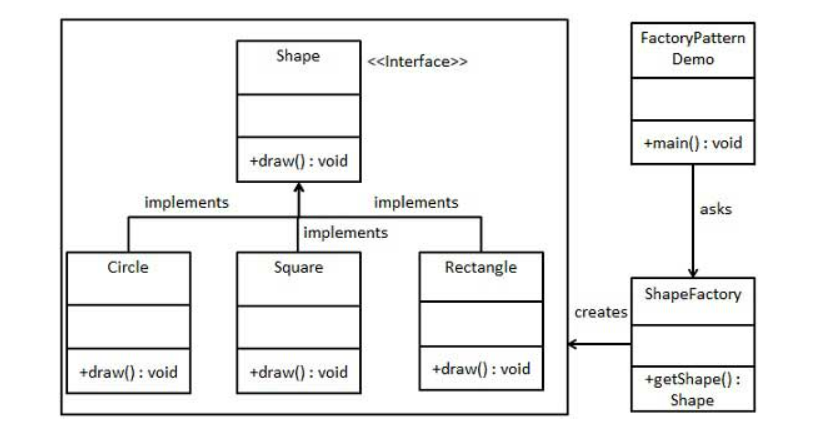 Shape
<<Interface>>
+draw() : void
implements
implements
implements
Circle
+draw() : void
Square
+draw() : void
Rectangle
+draw() : void
FactoryPattern
Demo
+main() : void
asks
ShapeFactory
+getShape() :
Shape
creates